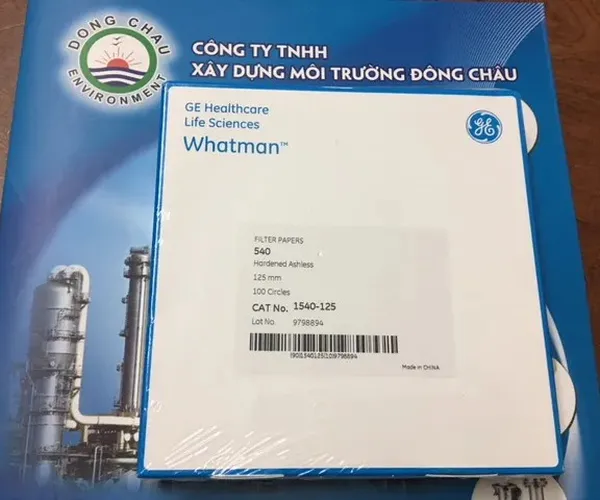 DONG CHAU
ENVIRONMENT
CÔNG TY TNHH
XÂY DỰNG MÔI TRƯỜNG ĐÔNG CHÂU
GE Healthcare
Life Sciences
Whatman™
GE
FILTER PAPERS
540
Hardened Ashless
125 mm
100 Circles
CAT No. 1540-125
Lot No. 9798894
Made in CHINA